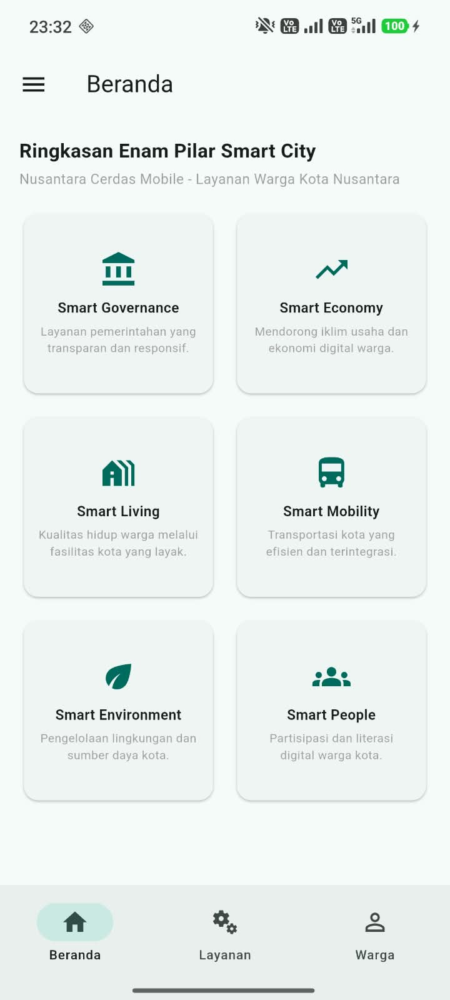 23:32
Vo LTE
Vo LTE
5G
100
Beranda
Ringkasan Enam Pilar Smart City
Nusantara Cerdas Mobile - Layanan Warga Kota Nusantara
Smart Governance
Layanan pemerintahan yang
transparan dan responsif.
Smart Economy
Mendorong iklim usaha dan
ekonomi digital warga.
Smart Living
Kualitas hidup warga melalui
fasilitas kota yang layak.
Smart Mobility
Transportasi kota yang
efisien dan terintegrasi.
Smart Environment
Pengelolaan lingkungan dan
sumber daya kota.
Smart People
Partisipasi dan literasi
digital warga kota.
Beranda
Layanan
Warga